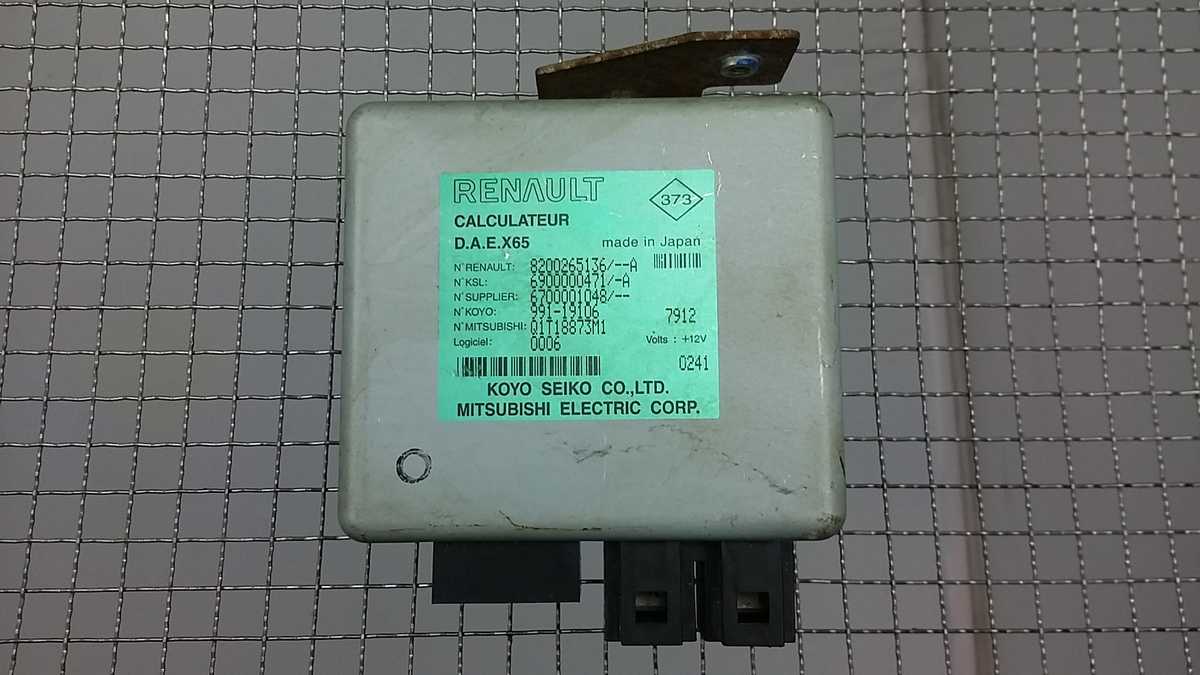 RENAULT
373
CALCULATEUR
D.A.E.X65 made in Japan
N°RENAULT: 8200265136/--A
N°KSL: 6900000471/-A
N°SUPPLIER: 6700001048/--
N°KOYO: 991-19106 7912
N°MITSUBISHI: Q1T18873M1
Logiciel: 0006 Volts : +12V
0241
KOYO SEIKO CO.,LTD.
MITSUBISHI ELECTRIC CORP.